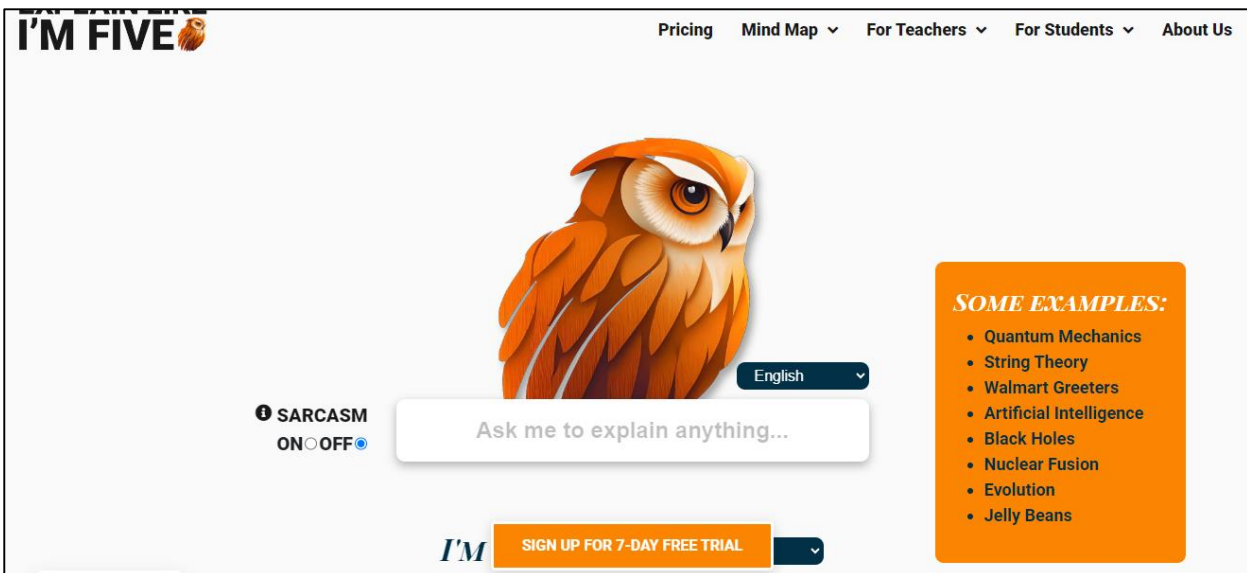 EXPLAIN LIKE
I'M FIVE
Pricing Mind Map For Teachers For Students About Us
English
SARCASM
ON OFF
Ask me to explain anything...
SOME EXAMPLES:
• Quantum Mechanics
• String Theory
• Walmart Greeters
• Artificial Intelligence
• Black Holes
• Nuclear Fusion
• Evolution
• Jelly Beans
I'M
SIGN UP FOR 7-DAY FREE TRIAL